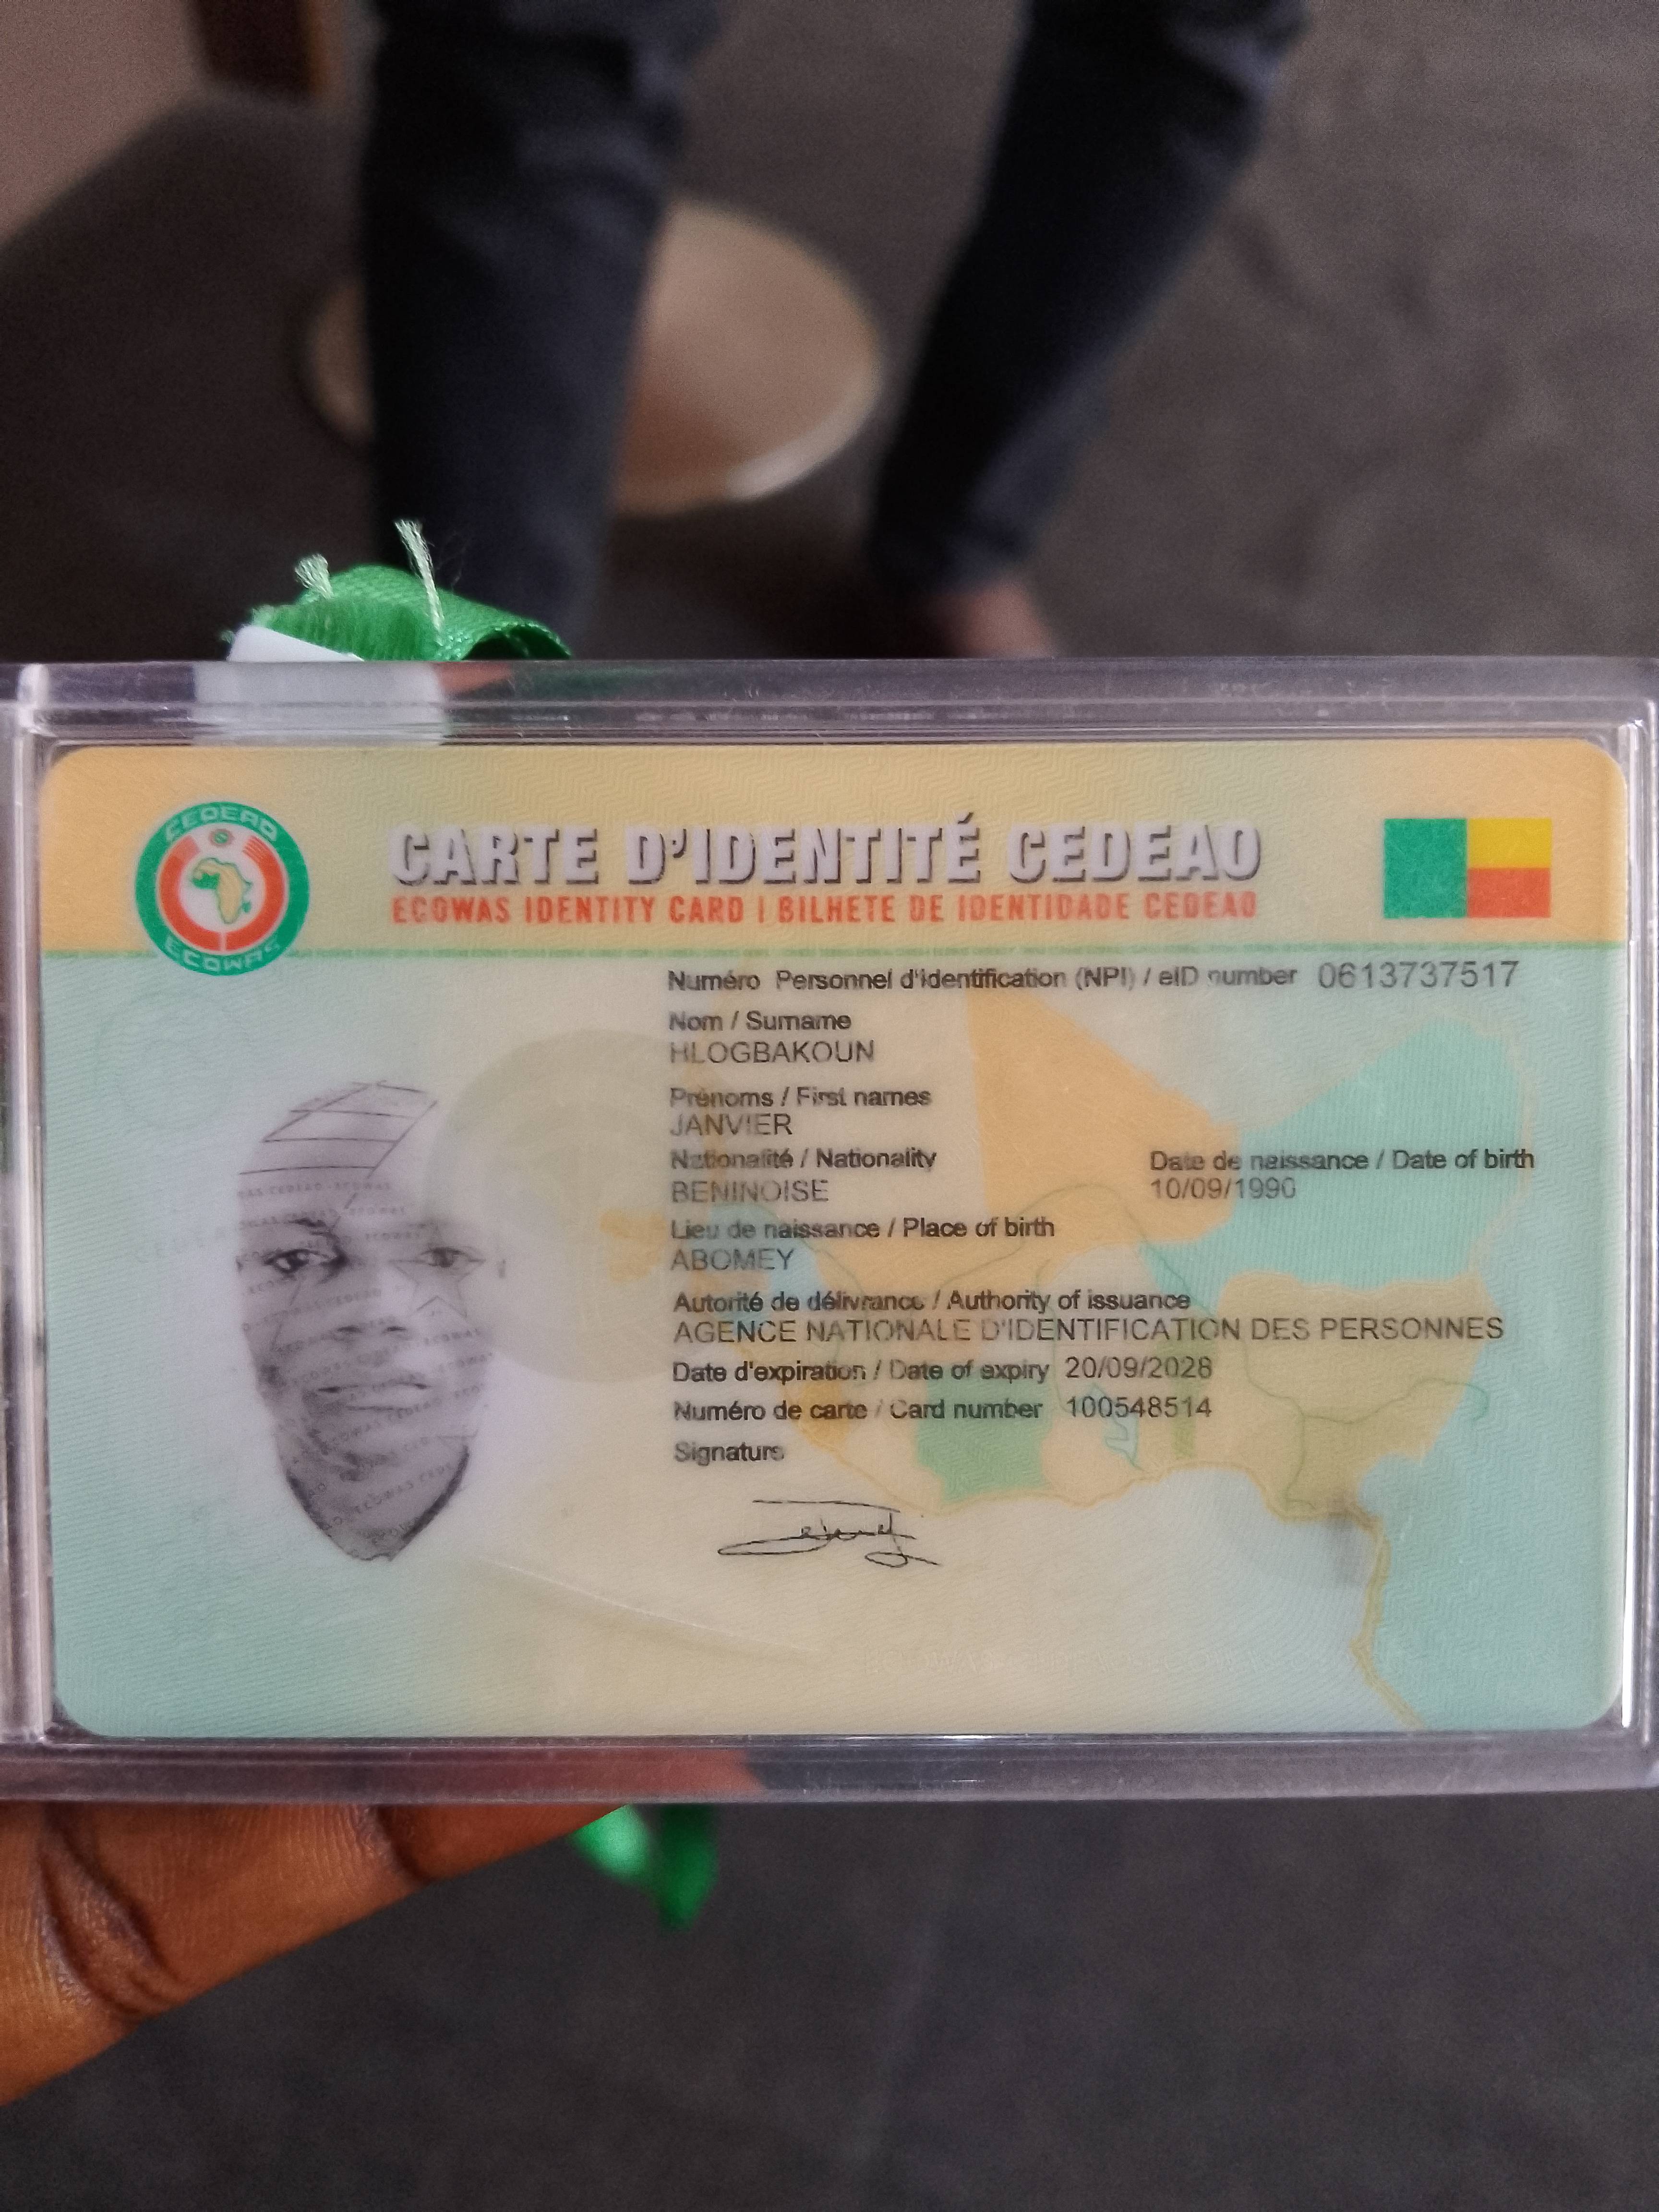 CEDEAO
ECOWAS
CARTE D'IDENTITÉ CEDEAO
ECOWAS IDENTITY CARD | BILHETE DE IDENTIDADE CEDEAO
Numéro Personnel d'identification (NPI) / eID number 0613737517
Nom / Surname
HLOGBAKOUN
Prénoms / First names
JANVIER
Nationalité / Nationality
BENINOISE
Date de naissance / Date of birth
10/09/1990
Lieu de naissance / Place of birth
ABOMEY
Autorité de délivrance / Authority of issuance
AGENCE NATIONALE D'IDENTIFICATION DES PERSONNES
Date d'expiration / Date of expiry 20/09/2028
Numéro de carte / Card number 100548514
Signature